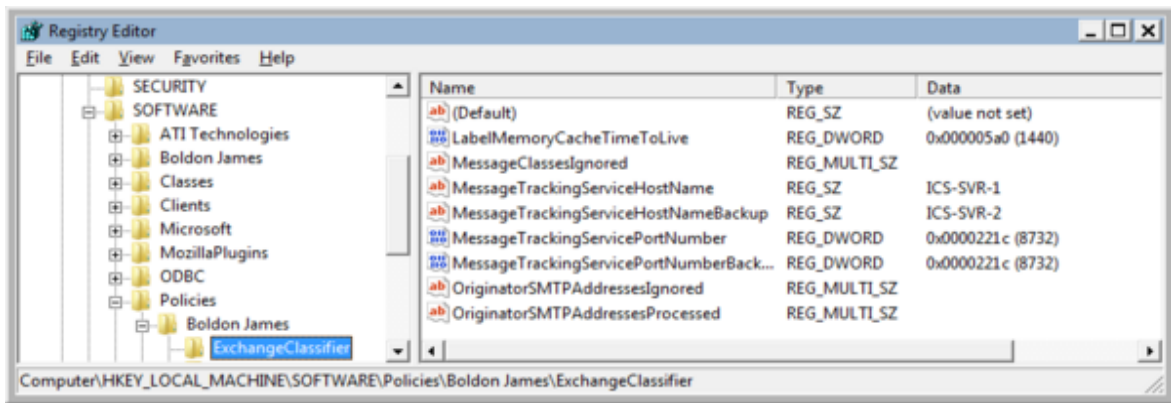 Registry Editor
File Edit View Favorites Help
SECURITY
SOFTWARE
ATI Technologies
Boldon James
Classes
Clients
Microsoft
MozillaPlugins
ODBC
Policies
Boldon James
ExchangeClassifier
Name Type Data
(Default) REG_SZ (value not set)
LabelMemoryCacheTimeToLive REG_DWORD 0x000005a0 (1440)
MessageClassesIgnored REG_MULTI_SZ
MessageTrackingServiceHostName REG_SZ ICS-SVR-1
MessageTrackingServiceHostNameBackup REG_SZ ICS-SVR-2
MessageTrackingServicePortNumber REG_DWORD 0x0000221c (8732)
MessageTrackingServicePortNumberBack... REG_DWORD 0x0000221c (8732)
OriginatorSMTPAddressesIgnored REG_MULTI_SZ
OriginatorSMTPAddressesProcessed REG_MULTI_SZ
Computer\HKEY_LOCAL_MACHINE\SOFTWARE\Policies\Boldon James\ExchangeClassifier